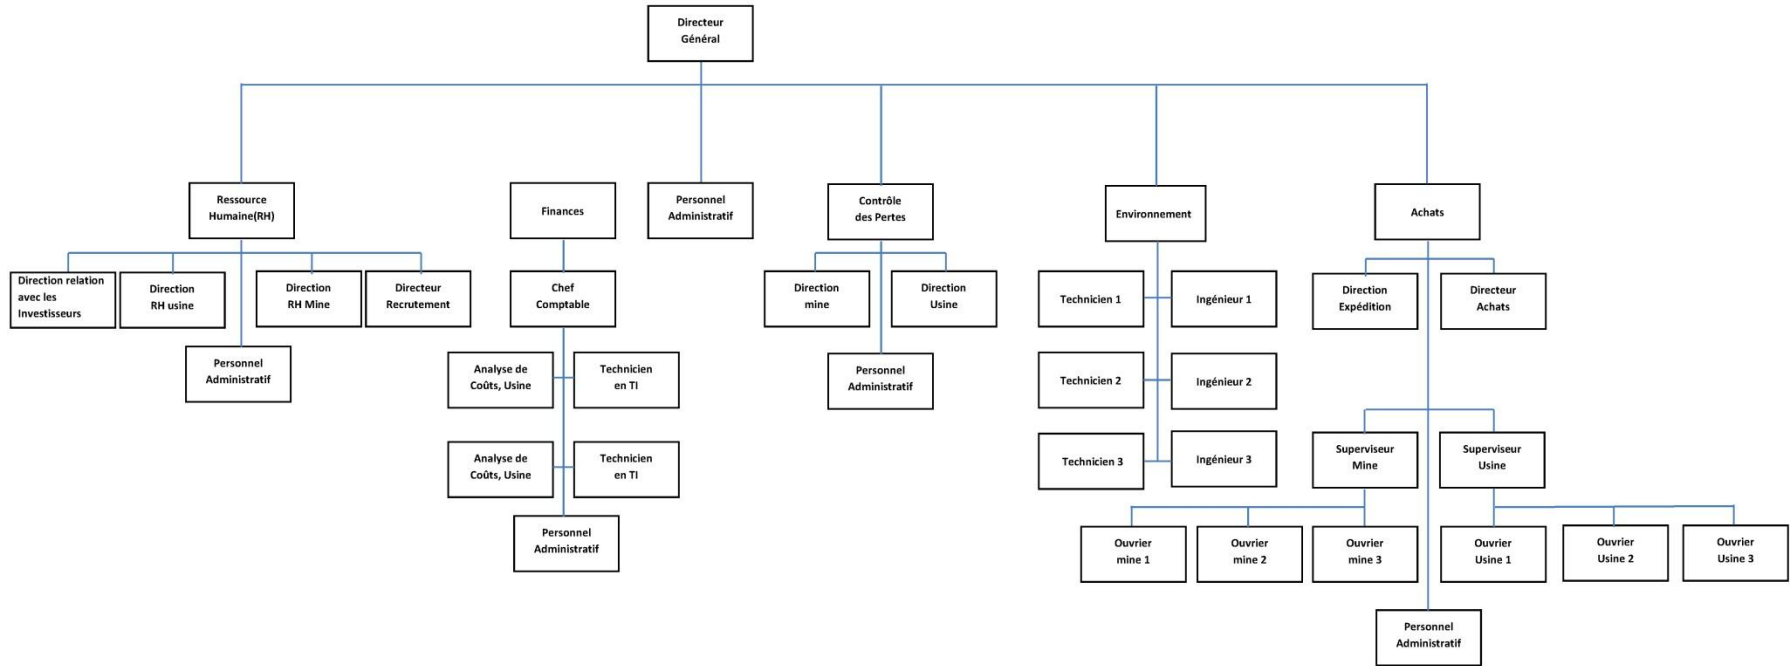 Directeur
Général
Ressource
Humaine(RH)
Finances
Personnel
Administratif
Contrôle
des Pertes
Environnement
Achats
Direction relation
avec les
Investisseurs
Direction
RH usine
Direction
RH Mine
Directeur
Recrutement
Chef
Comptable
Direction
mine
Direction
Usine
Technicien 1
Ingénieur 1
Direction
Expédition
Directeur
Achats
Personnel
Administratif
Analyse de
Coûts, Usine
Technicien
en TI
Personnel
Administratif
Technicien 2
Ingénieur 2
Analyse de
Coûts, Usine
Technicien
en TI
Technicien 3
Ingénieur 3
Superviseur
Mine
Superviseur
Usine
Personnel
Administratif
Ouvrier
mine 1
Ouvrier
mine 2
Ouvrier
mine 3
Ouvrier
Usine 1
Ouvrier
Usine 2
Ouvrier
Usine 3
Personnel
Administratif